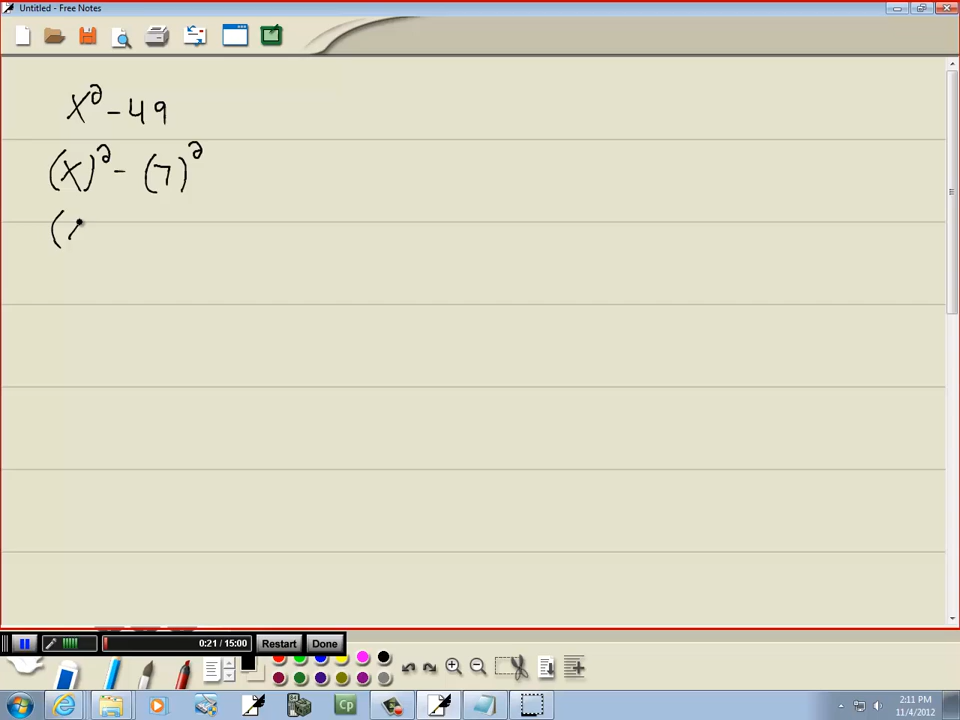 Untitled - Free Notes
x² - 49
(x)² - (7)²
(
0:21 / 15:00
Restart
Done
Cp
2:11 PM
11/4/2012